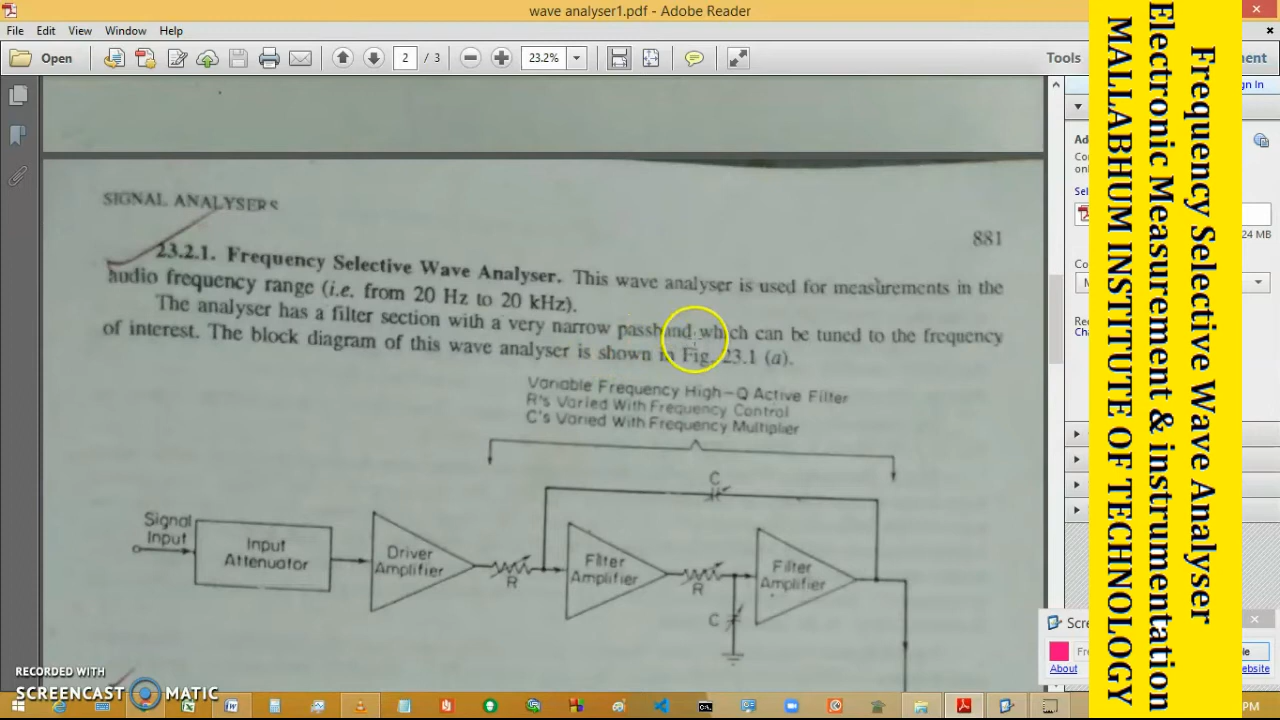 wave analyser1.pdf - Adobe Reader
File Edit View Window Help
Open
2
3
23.2%
Tools
SIGNAL ANALYSERS
881
23.2.1. Frequency Selective Wave Analyser. This wave analyser is used for measurements in the
audio frequency range (i.e. from 20 Hz to 20 kHz).
The analyser has a filter section with a very narrow passband which can be tuned to the frequency
of interest. The block diagram of this wave analyser is shown in Fig. 23.1 (a).
Variable Frequency High-Q Active Filter
R's Varied With Frequency Control
C's Varied With Frequency Multiplier
C
Signal
Input
Input
Attenuator
Driver
Amplifier
R
Filter
Amplifier
R
C
Filter
Amplifier
About
RECORDED WITH
SCREENCAST MATIC
Frequency Selective Wave Analyser
Electronic Measurement & instrumentation
MALLABHUM INSTITUTE OF TECHNOLOGY